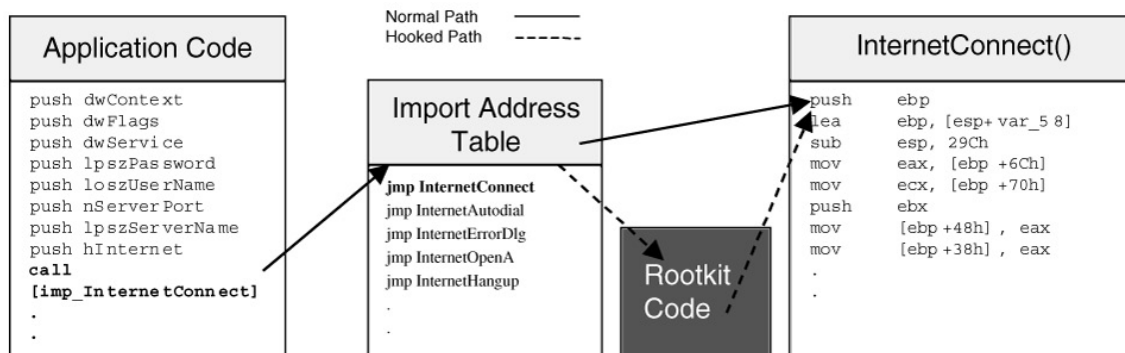 Normal Path
Hooked Path
Application Code
push dwContext
push dwFlags
push dwService
push lpszPassword
push loszUserName
push nServerPort
push lpszServerName
push hInternet
call
[imp_InternetConnect]
.
.
Import Address
Table
jmp InternetConnect
jmp InternetAutodial
jmp InternetErrorDlg
jmp InternetOpenA
jmp InternetHangup
.
.
Rootkit
Code
InternetConnect()
push ebp
lea ebp, [esp+ var_5 8]
sub esp, 29Ch
mov eax, [ebp +6Ch]
mov ecx, [ebp +70h]
push ebx
mov [ebp +48h] , eax
mov [ebp +38h] , eax
.
.